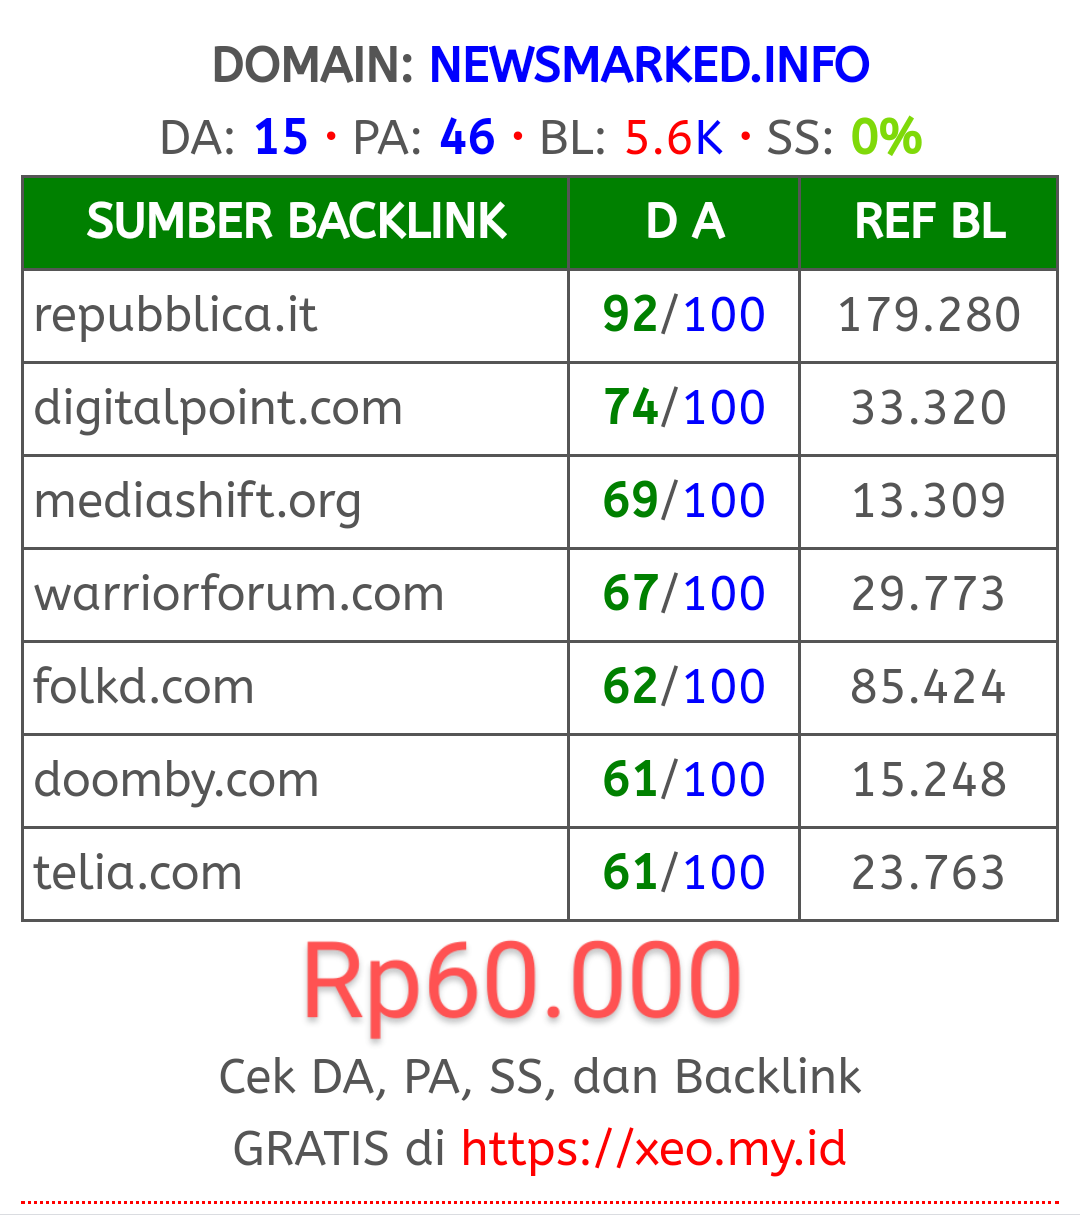 DOMAIN: NEWSMARKED.INFO
DA: 15 • PA: 46 • BL: 5.6K • SS: 0%
SUMBER BACKLINK D A REF BL
repubblica.it 92/100 179.280
digitalpoint.com 74/100 33.320
mediashift.org 69/100 13.309
warriorforum.com 67/100 29.773
folkd.com 62/100 85.424
doomby.com 61/100 15.248
telia.com 61/100 23.763
Rp60.000
Cek DA, PA, SS, dan Backlink
GRATIS di https://xeo.my.id